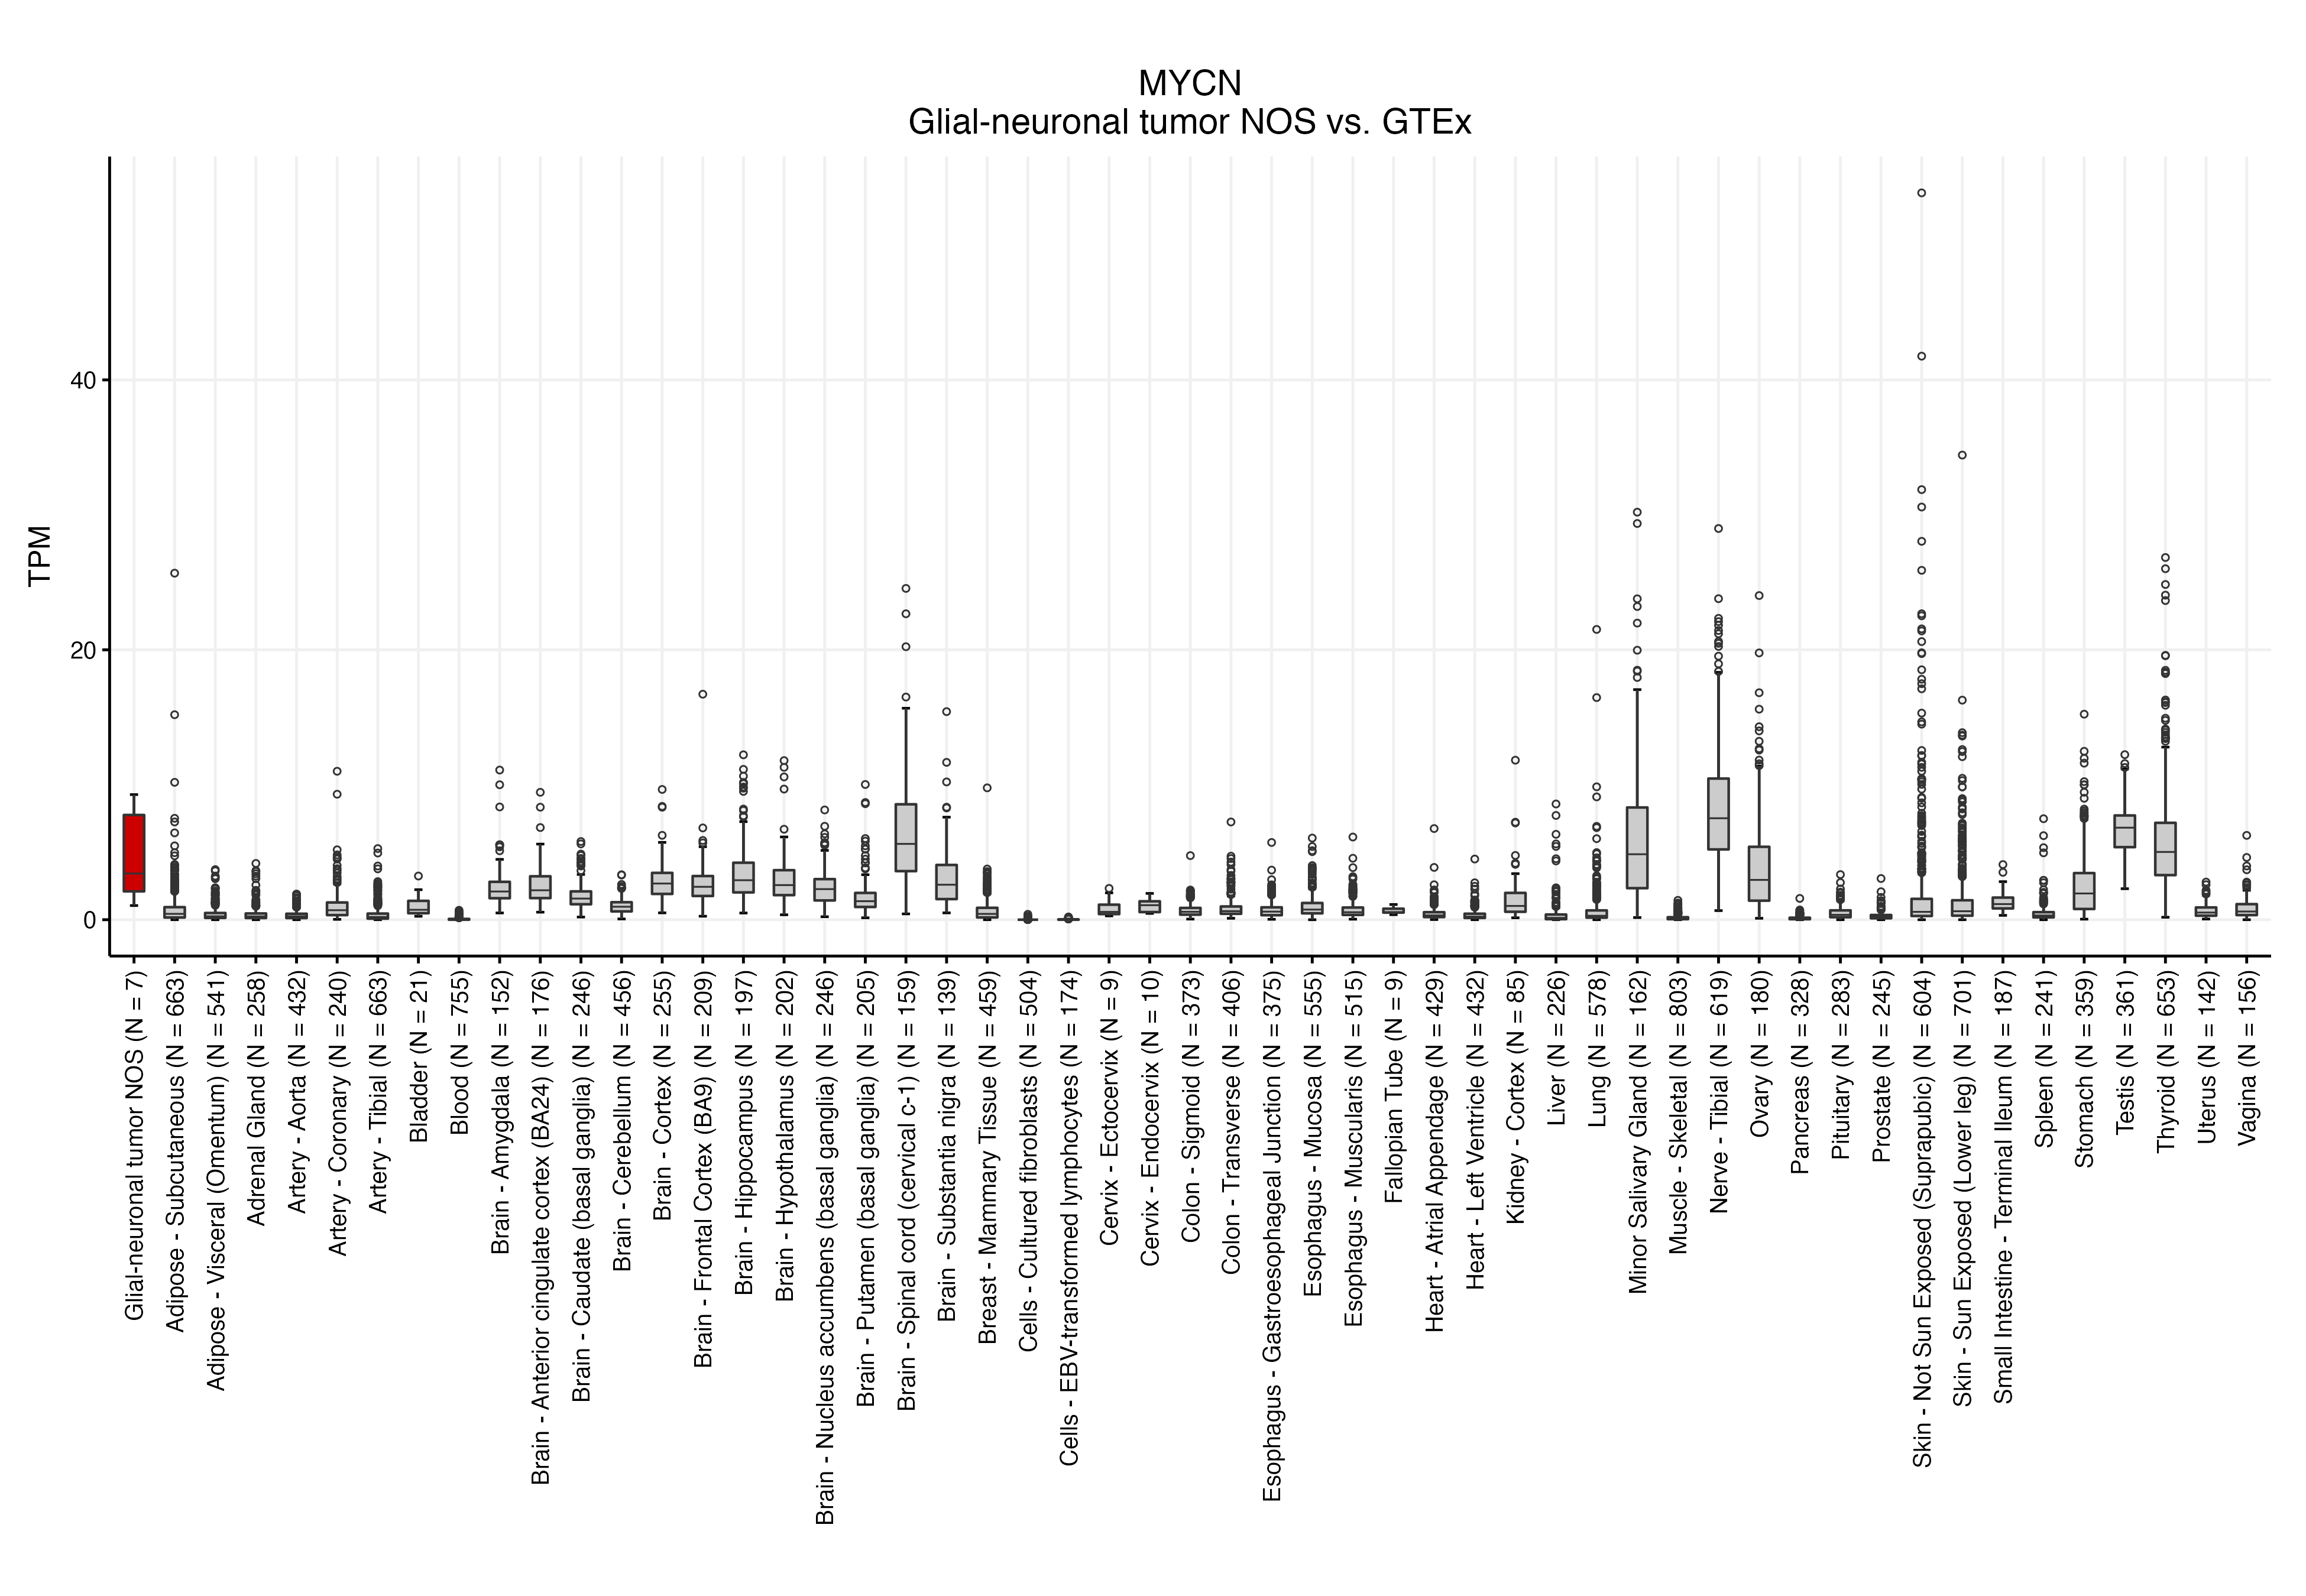 MYCN
Glial-neuronal tumor NOS vs. GTEx
TPM
40
20
0
Glial-neuronal tumor NOS (N = 7)
Adipose - Subcutaneous (N = 663)
Adipose - Visceral (Omentum) (N = 541)
Adrenal Gland (N = 258)
Artery - Aorta (N = 432)
Artery - Coronary (N = 240)
Artery - Tibial (N = 663)
Bladder (N = 21)
Blood (N = 755)
Brain - Amygdala (N = 152)
Brain - Anterior cingulate cortex (BA24) (N = 176)
Brain - Caudate (basal ganglia) (N = 246)
Brain - Cerebellum (N = 456)
Brain - Cortex (N = 255)
Brain - Frontal Cortex (BA9) (N = 209)
Brain - Hippocampus (N = 197)
Brain - Hypothalamus (N = 202)
Brain - Nucleus accumbens (basal ganglia) (N = 246)
Brain - Putamen (basal ganglia) (N = 205)
Brain - Spinal cord (cervical c-1) (N = 159)
Brain - Substantia nigra (N = 139)
Breast - Mammary Tissue (N = 459)
Cells - Cultured fibroblasts (N = 504)
Cells - EBV-transformed lymphocytes (N = 174)
Cervix - Ectocervix (N = 9)
Cervix - Endocervix (N = 10)
Colon - Sigmoid (N = 373)
Colon - Transverse (N = 406)
Esophagus - Gastroesophageal Junction (N = 375)
Esophagus - Mucosa (N = 555)
Esophagus - Muscularis (N = 515)
Fallopian Tube (N = 9)
Heart - Atrial Appendage (N = 429)
Heart - Left Ventricle (N = 432)
Kidney - Cortex (N = 85)
Liver (N = 226)
Lung (N = 578)
Minor Salivary Gland (N = 162)
Muscle - Skeletal (N = 803)
Nerve - Tibial (N = 619)
Ovary (N = 180)
Pancreas (N = 328)
Pituitary (N = 283)
Prostate (N = 245)
Skin - Not Sun Exposed (Suprapubic) (N = 604)
Skin - Sun Exposed (Lower leg) (N = 701)
Small Intestine - Terminal Ileum (N = 187)
Spleen (N = 241)
Stomach (N = 359)
Testis (N = 361)
Thyroid (N = 653)
Uterus (N = 142)
Vagina (N = 156)